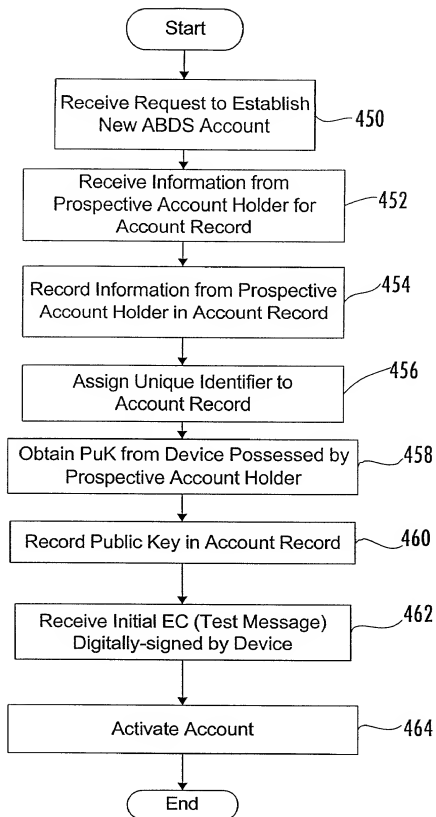 Start
Receive Request to Establish
New ABDS Account
450
Receive Information from
Prospective Account Holder for
Account Record
452
Record Information from Prospective
Account Holder in Account Record
454
Assign Unique Identifier to
Account Record
456
Obtain PuK from Device Possessed by
Prospective Account Holder
458
Record Public Key in Account Record
460
Receive Initial EC (Test Message)
Digitally-signed by Device
462
Activate Account
464
End